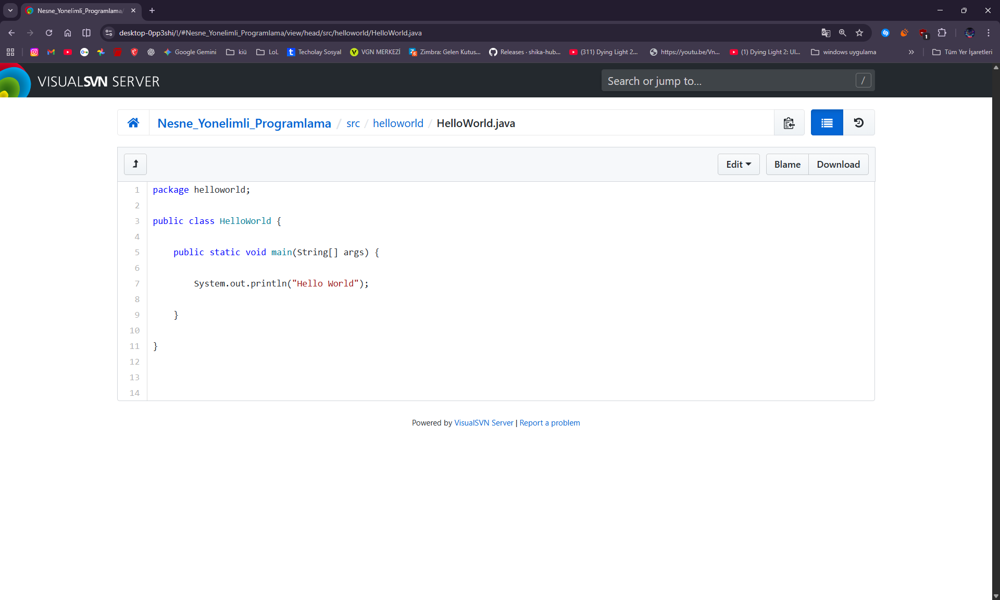 Nesne_Yonelimli_Programlama/
desktop-0pp3shi/!/#Nesne_Yonelimli_Programlama/view/head/src/helloworld/HelloWorld.java
1
Google Gemini
kiü
LoL
Techolay Sosyal
VGN MERKEZİ
Zimbra: Gelen Kutus...
Releases · shika-hub...
(311) Dying Light 2...
https://youtu.be/Vn...
(1) Dying Light 2: Ul...
windows uygulama
Tüm Yer İşaretleri
VISUALSVN SERVER
Search or jump to...
/
Nesne_Yonelimli_Programlama / src / helloworld / HelloWorld.java
Edit
Blame
Download
1 package helloworld;
2
3 public class HelloWorld {
4
5     public static void main(String[] args) {
6
7         System.out.println("Hello World");
8
9     }
10
11 }
12
13
14
Powered by VisualSVN Server | Report a problem